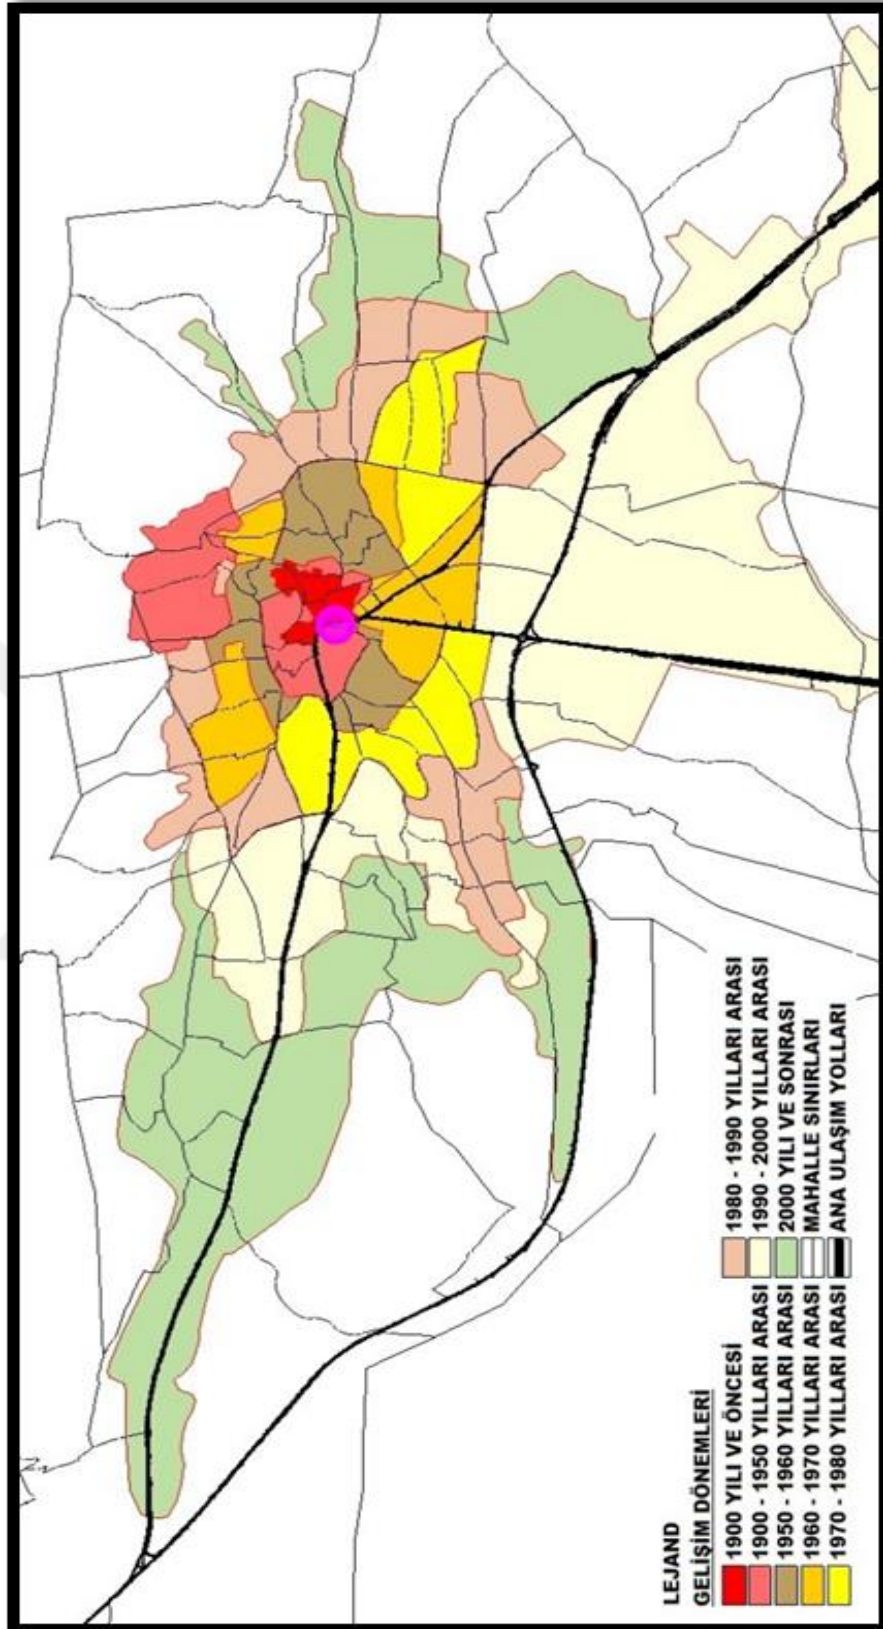 LEJAND
GELİŞİM DÖNEMLERİ
1900 YILI VE ÖNCESİ
1900 - 1950 YILLARI ARASI
1950 - 1960 YILLARI ARASI
1960 - 1970 YILLARI ARASI
1970 - 1980 YILLARI ARASI
1980 - 1990 YILLARI ARASI
1990 - 2000 YILLARI ARASI
2000 YILI VE SONRASI
MAHALLE SINIRLARI
ANA ULAŞIM YOLLARI